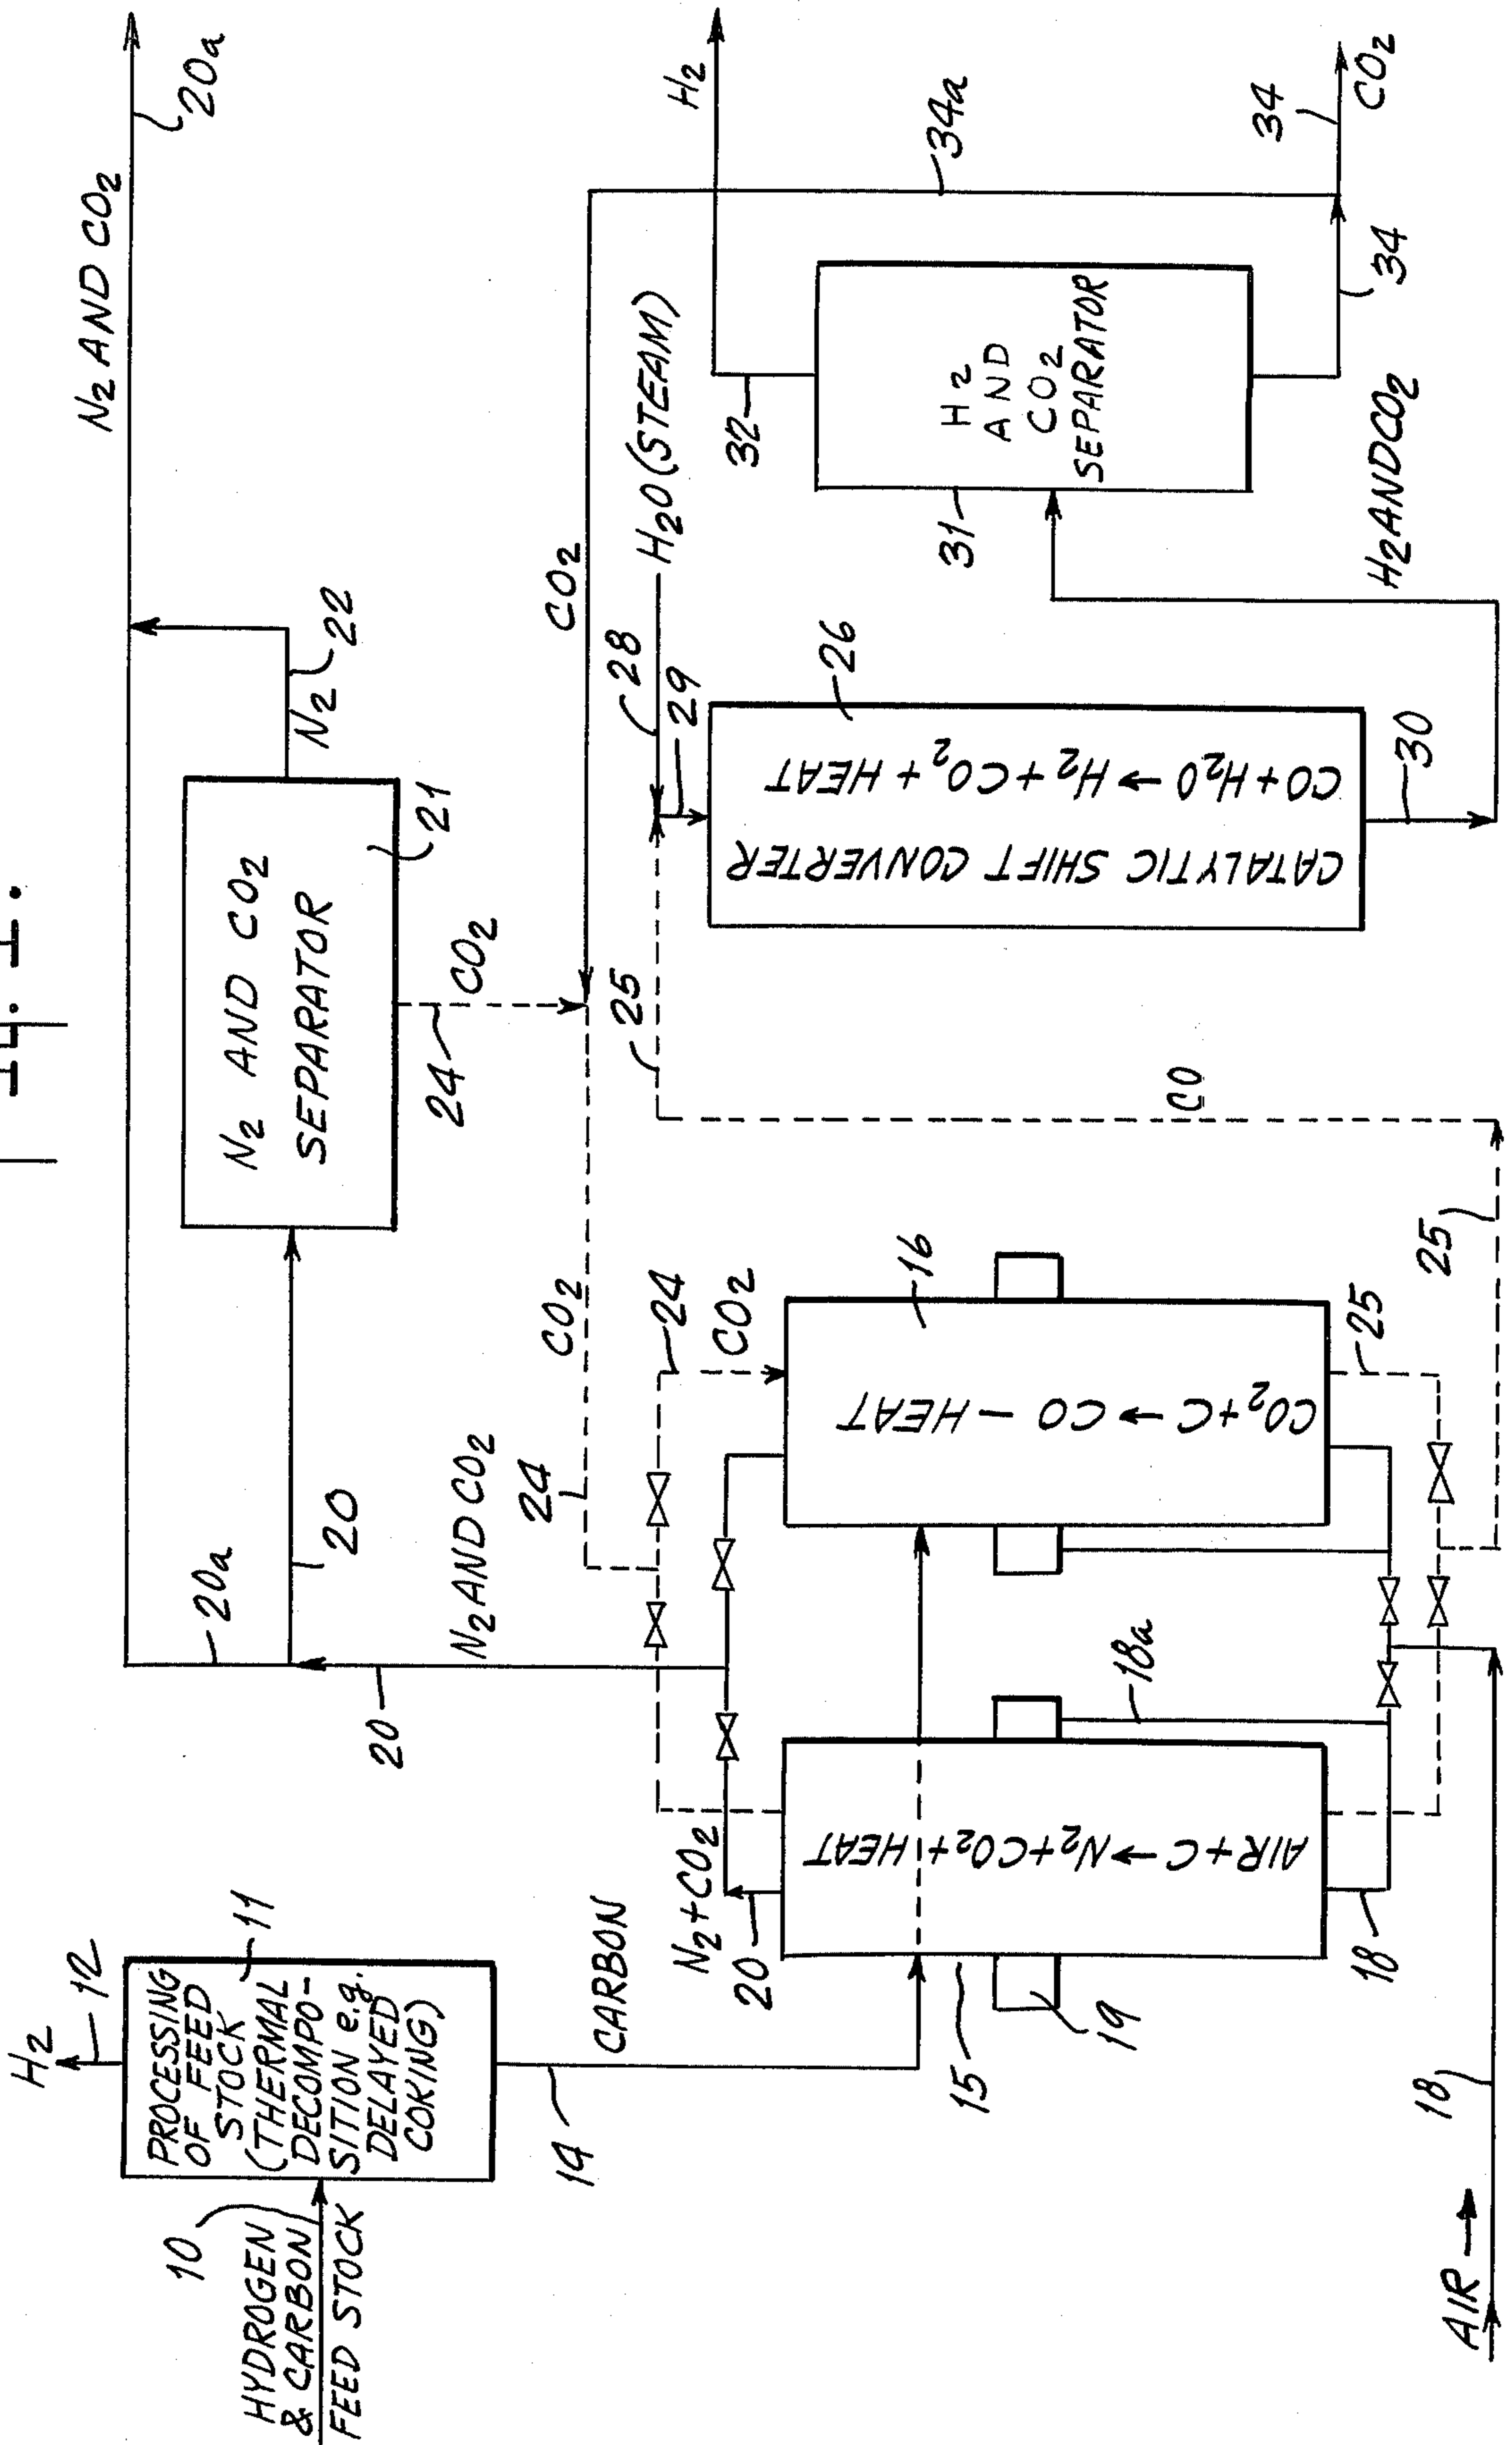 H2
12
PROCESSING
OF FEED
STOCK
(THERMAL
DECOMPO-
SITION e.g.
DELAYED
COKING)
11
10
HYDROGEN
& CARBON
FEED STOCK
14
CARBON
N2 AND CO2
20a
20a
20
20
N2 AND CO2
SEPARATOR
21
N2
22
24
CO2
N2 AND CO2
24
CO2
24
CO2
CO2
N2+CO2
20
15
19
AIR+C→N2+CO2+HEAT
18a
18
18
AIR →
16
CO2+C→CO-HEAT
25
25
CO
25
28
H2O (STEAM)
29
26
CATALYTIC SHIFT CONVERTER
CO+H2O→H2+CO2+HEAT
30
H2 AND CO2
31
H2
AND
CO2
SEPARATOR
32
H2
34a
34
34
CO2